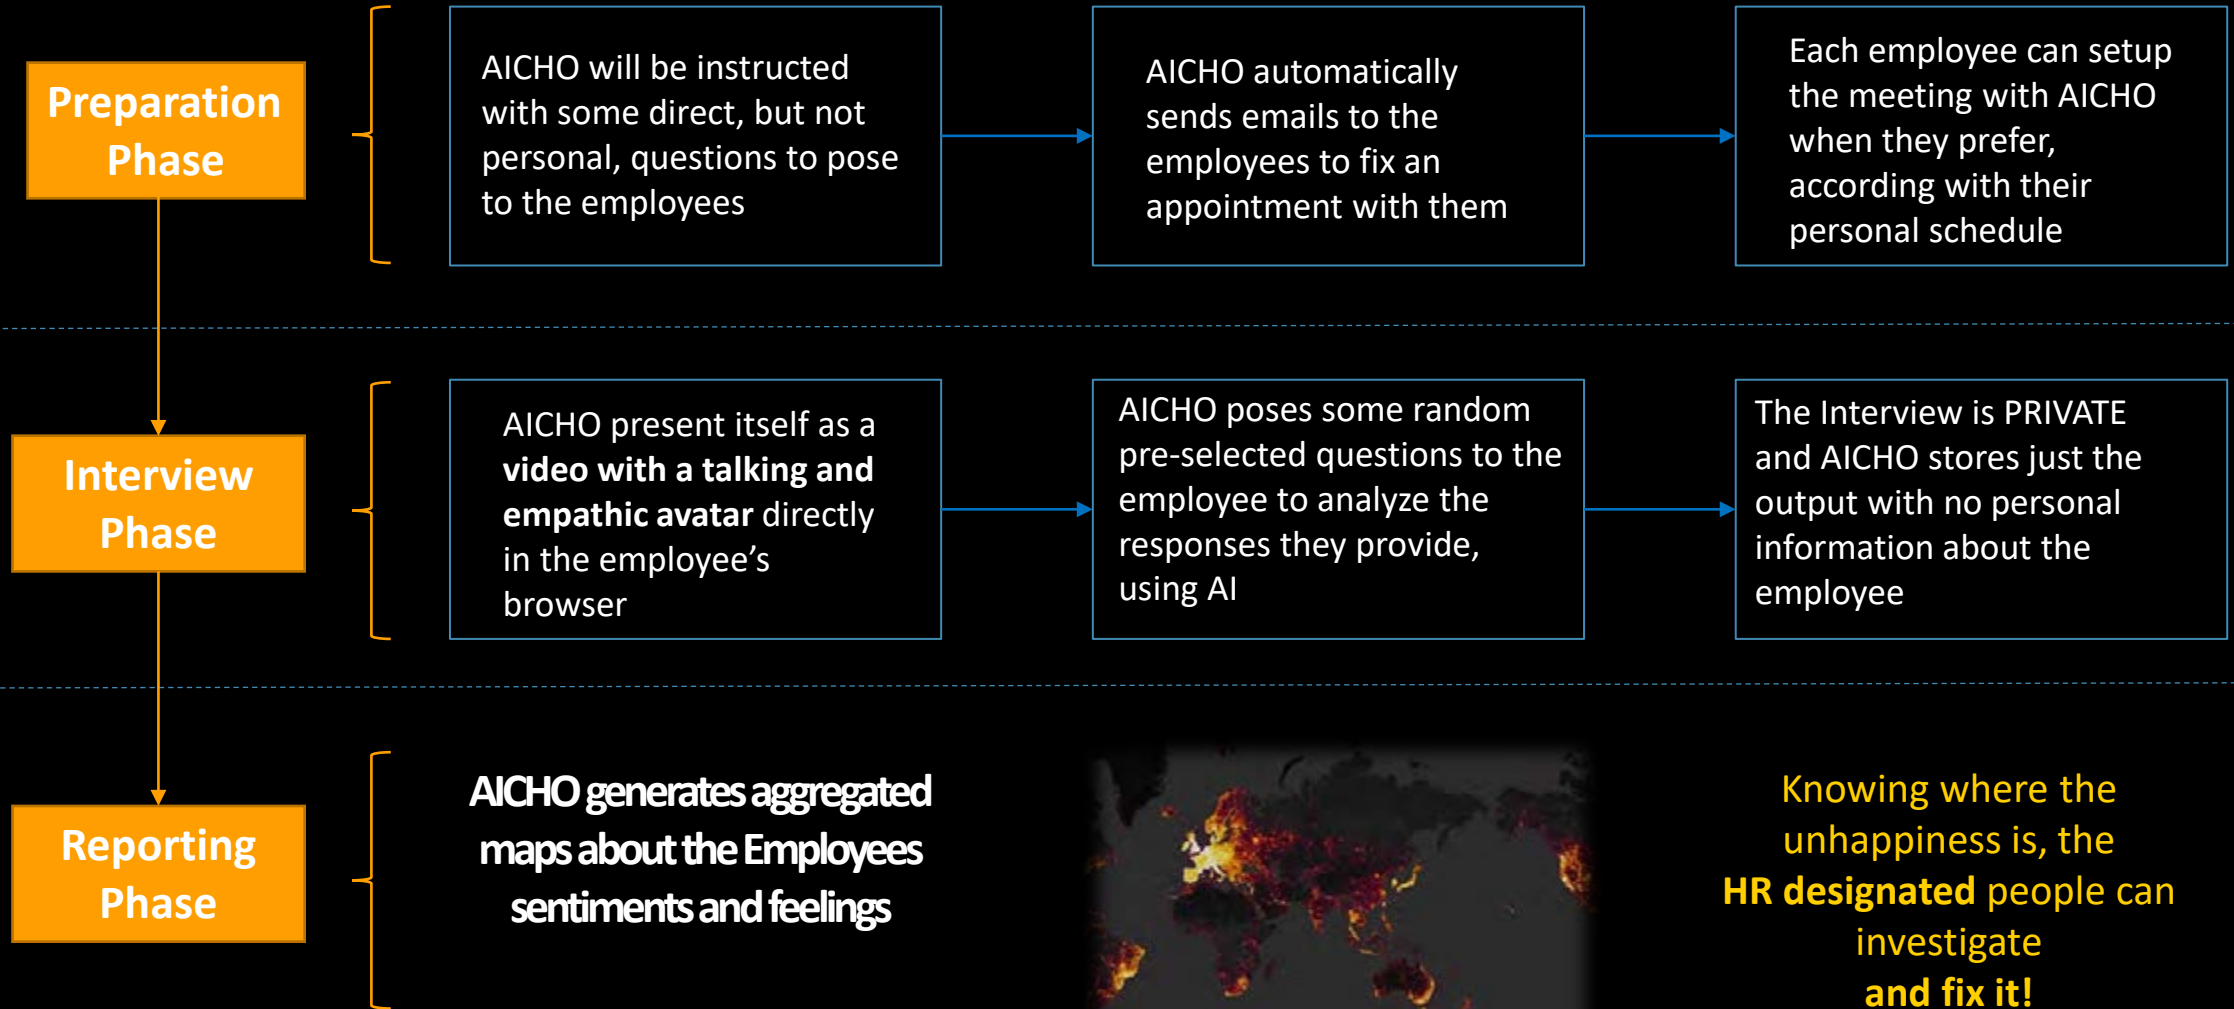 Preparation
Phase
AICHO will be instructed
with some direct, but not
personal, questions to pose
to the employees
AICHO automatically
sends emails to the
employees to fix an
appointment with them
Each employee can setup
the meeting with AICHO
when they prefer,
according with their
personal schedule
Interview
Phase
AICHO present itself as a
video with a talking and
empathic avatar directly
in the employee’s
browser
AICHO poses some random
pre-selected questions to the
employee to analyze the
responses they provide,
using AI
The Interview is PRIVATE
and AICHO stores just the
output with no personal
information about the
employee
Reporting
Phase
AICHO generates aggregated
maps about the Employees
sentiments and feelings
Knowing where the
unhappiness is, the
HR designated people can
investigate
and fix it!